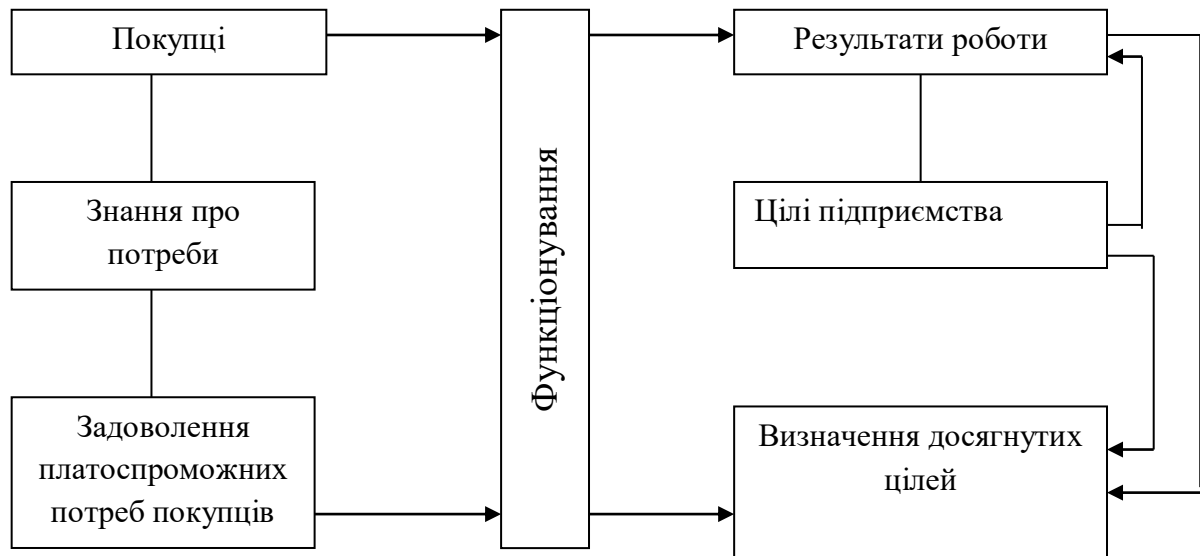 Покупці
Результати роботи
Знання про
потреби
Функціонування
Цілі підприємства
Задоволення
платоспроможних
потреб покупців
Визначення досягнутих
цілей